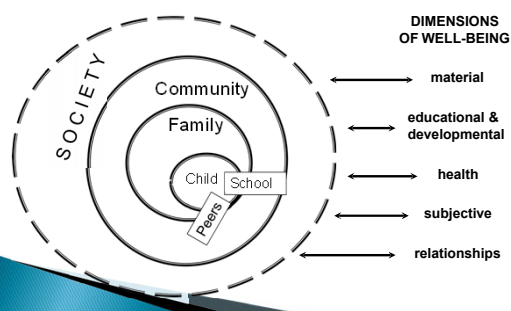 DIMENSIONS
OF WELL-BEING
SOCIETY
Community
Family
Child
School
Peers
material
educational &
developmental
health
subjective
relationships